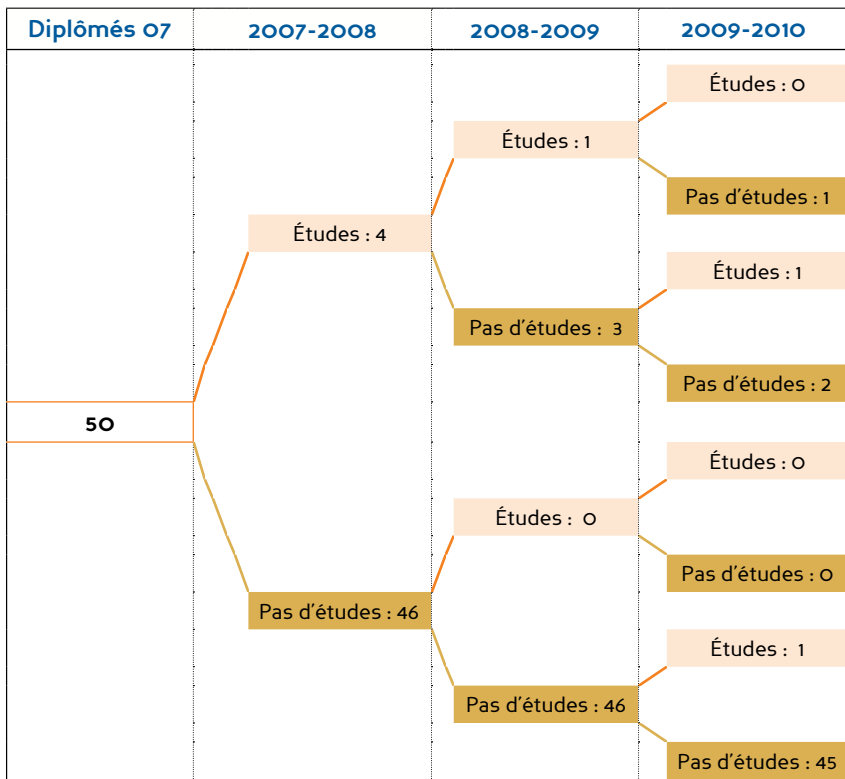 Diplômés 07 2007-2008 2008-2009 2009-2010
Études : 0
Études : 1
Pas d'études : 1
Études : 4
Études : 1
Pas d'études : 3
Pas d'études : 2
50
Études : 0
Études : 0
Pas d'études : 0
Pas d'études : 46
Études : 1
Pas d'études : 46
Pas d'études : 45